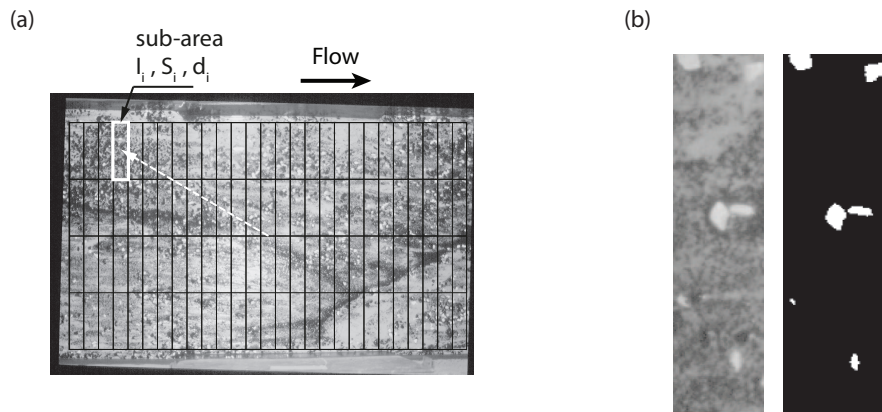 (a)
sub-area
I_i , S_i , d_i
Flow
(b)